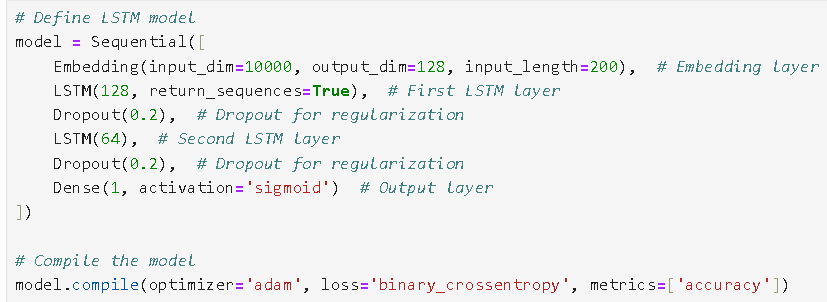 # Define LSTM model
model = Sequential([
    Embedding(input_dim=10000, output_dim=128, input_length=200),  # Embedding layer
    LSTM(128, return_sequences=True),  # First LSTM layer
    Dropout(0.2),  # Dropout for regularization
    LSTM(64),  # Second LSTM layer
    Dropout(0.2),  # Dropout for regularization
    Dense(1, activation='sigmoid')  # Output layer
])

# Compile the model
model.compile(optimizer='adam', loss='binary_crossentropy', metrics=['accuracy'])